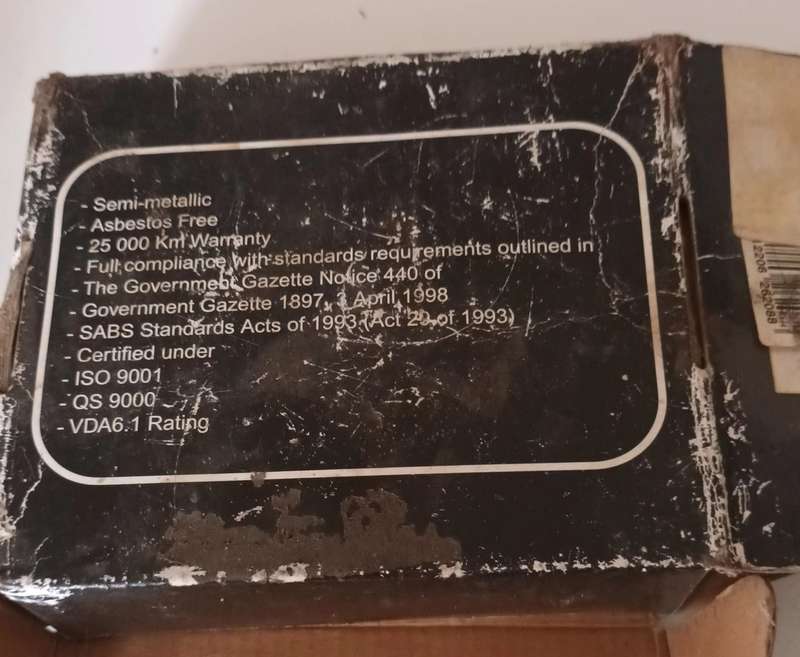 - Semi-metallic
- Asbestos Free
- 25 000 Km Warranty
- Full compliance with standards requirements outlined in
- The Government Gazette Notice 440 of
- Government Gazette 1897, 3 April 1998
- SABS Standards Acts of 1993 (Act 29 of 1993)
- Certified under
- ISO 9001
- QS 9000
- VDA6.1 Rating